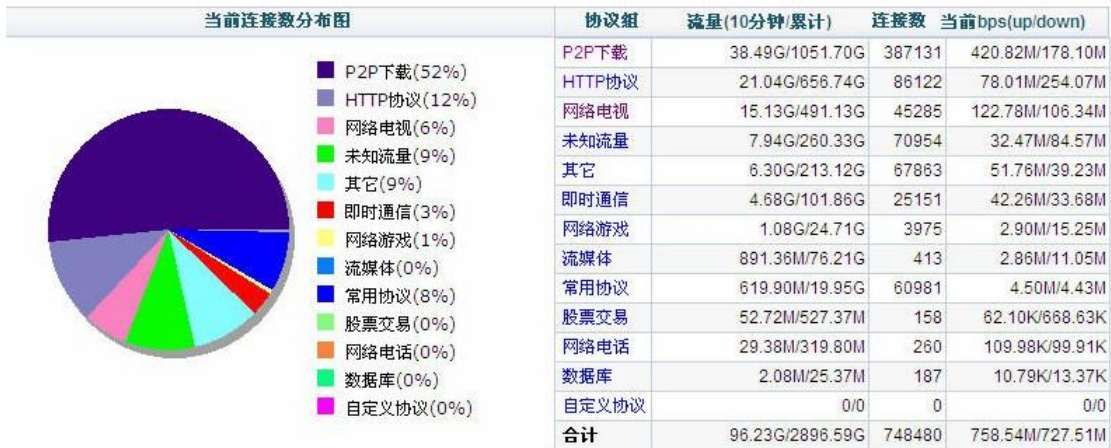 当前连接数分布图
P2P下载(52%)
HTTP协议(12%)
网络电视(6%)
未知流量(9%)
其它(9%)
即时通信(3%)
网络游戏(1%)
流媒体(0%)
常用协议(8%)
股票交易(0%)
网络电话(0%)
数据库(0%)
自定义协议(0%)
协议组 流量(10分钟/累计) 连接数 当前bps(up/down)
P2P下载 38.49G/1051.70G 387131 420.82M/178.10M
HTTP协议 21.04G/656.74G 86122 78.01M/254.07M
网络电视 15.13G/491.13G 45285 122.78M/106.34M
未知流量 7.94G/260.33G 70954 32.47M/84.57M
其它 6.30G/213.12G 67863 51.76M/39.23M
即时通信 4.68G/101.86G 25151 42.26M/33.68M
网络游戏 1.08G/24.71G 3975 2.90M/15.25M
流媒体 891.36M/76.21G 413 2.86M/11.05M
常用协议 619.90M/19.95G 60981 4.50M/4.43M
股票交易 52.72M/527.37M 158 62.10K/668.63K
网络电话 29.38M/319.80M 260 109.98K/99.91K
数据库 2.08M/25.37M 187 10.79K/13.37K
自定义协议 0/0 0 0/0
合计 96.23G/2896.59G 748480 758.54M/727.51M